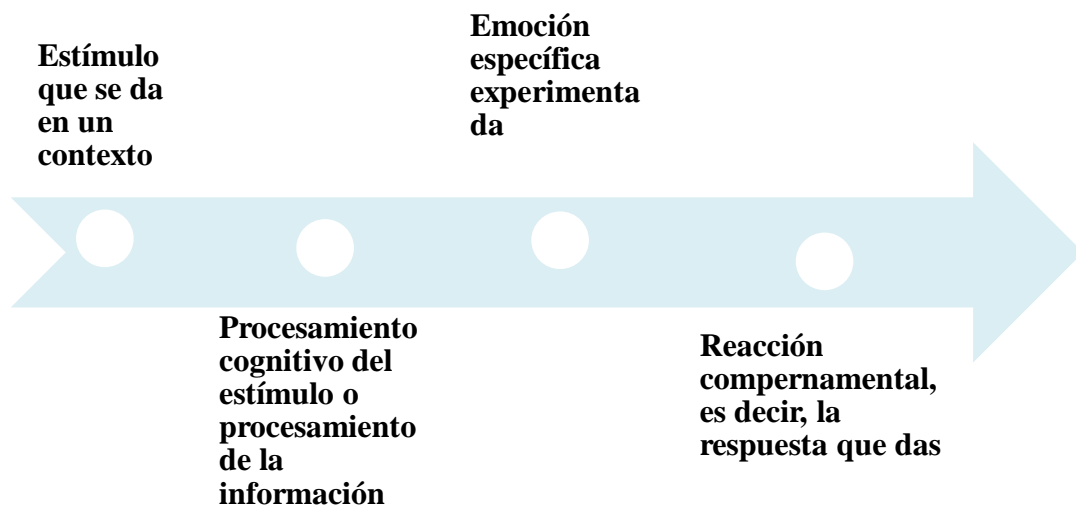 Estímulo
que se da
en un
contexto
Procesamiento
cognitivo del
estímulo o
procesamiento
de la
información
Emoción
específica
experimenta
da
Reacción
compernamental,
es decir, la
respuesta que das